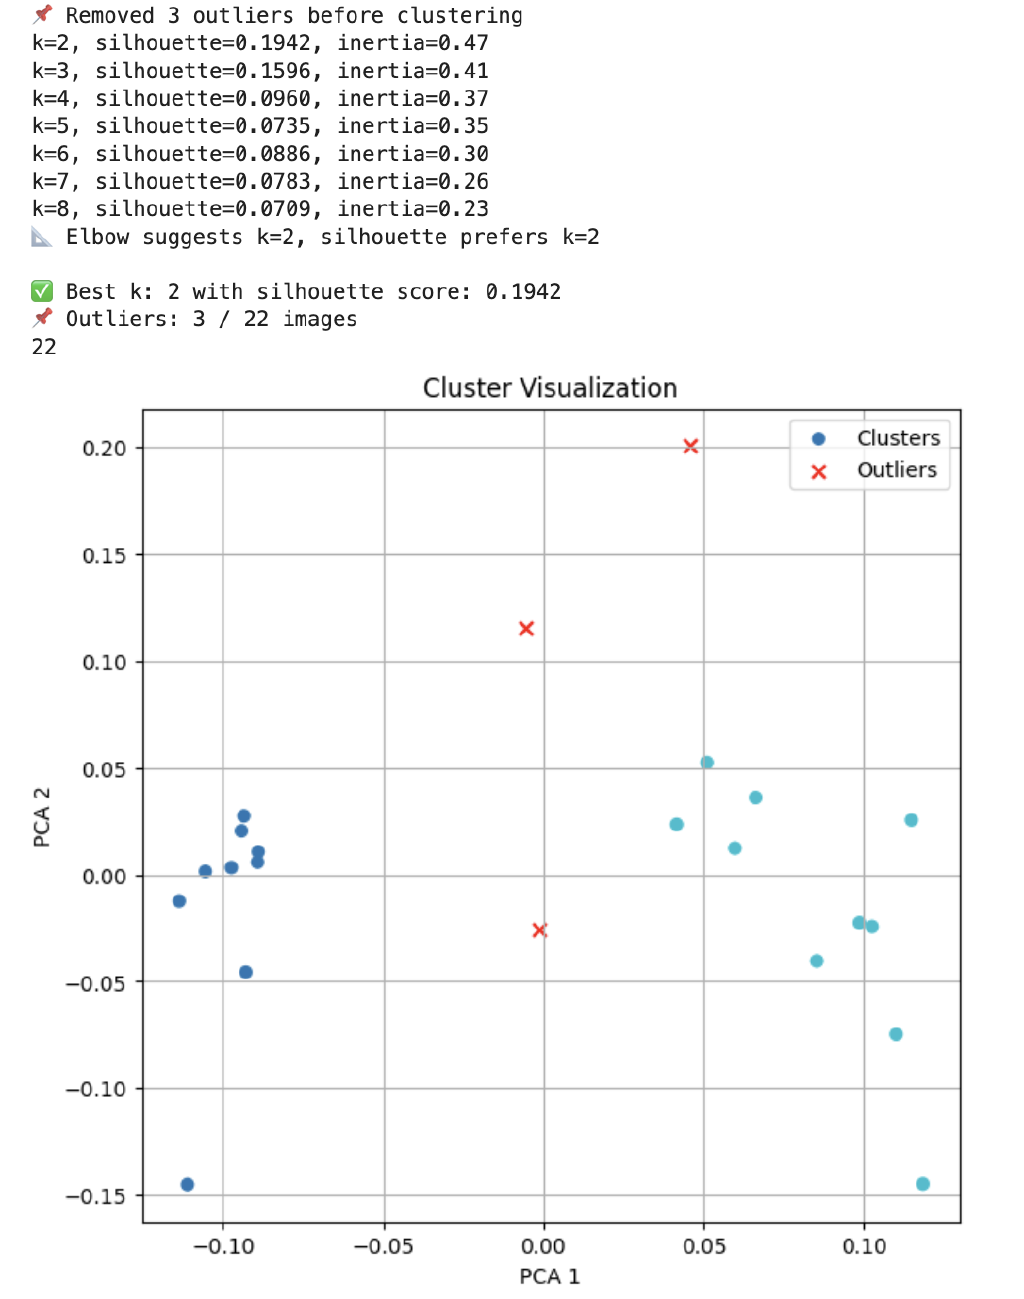 📌 Removed 3 outliers before clustering
k=2, silhouette=0.1942, inertia=0.47
k=3, silhouette=0.1596, inertia=0.41
k=4, silhouette=0.0960, inertia=0.37
k=5, silhouette=0.0735, inertia=0.35
k=6, silhouette=0.0886, inertia=0.30
k=7, silhouette=0.0783, inertia=0.26
k=8, silhouette=0.0709, inertia=0.23
📐 Elbow suggests k=2, silhouette prefers k=2
✅ Best k: 2 with silhouette score: 0.1942
📌 Outliers: 3 / 22 images
22
Cluster Visualization
Clusters
Outliers
0.20
0.15
0.10
0.05
0.00
−0.05
−0.10
−0.15
PCA 2
−0.10
−0.05
0.00
0.05
0.10
PCA 1